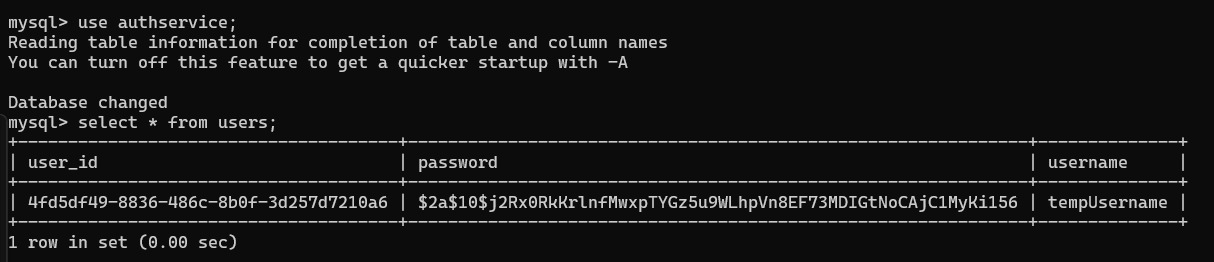 mysql> use authservice;
Reading table information for completion of table and column names
You can turn off this feature to get a quicker startup with -A
Database changed
mysql> select * from users;
+--------------------------------------+--------------------------------------------------------------+--------------+
| user_id                              | password                                                     | username     |
+--------------------------------------+--------------------------------------------------------------+--------------+
| 4fd5df49-8836-486c-8b0f-3d257d7210a6 | $2a$10$j2Rx0RkKrlnfMwxpTYGz5u9WLhpVn8EF73MDIGtNoCAjC1MyKi156 | tempUsername |
+--------------------------------------+--------------------------------------------------------------+--------------+
1 row in set (0.00 sec)